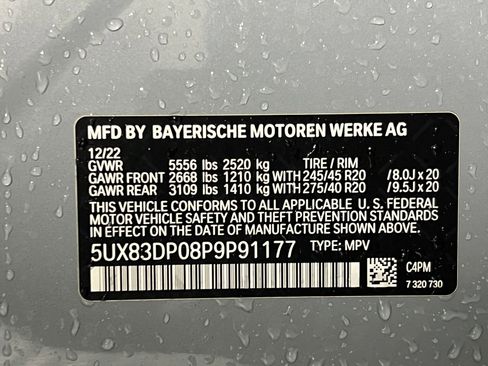 MFD BY BAYERISCHE MOTOREN WERKE AG
12/22
GVWR 5556 lbs 2520 kg TIRE / RIM
GAWR FRONT 2668 lbs 1210 kg WITH 245/45 R20 /8.0J x 20
GAWR REAR 3109 lbs 1410 kg WITH 275/40 R20 /9.5J x 20
THIS VEHICLE CONFORMS TO ALL APPLICABLE U. S. FEDERAL
MOTOR VEHICLE SAFETY STANDARDS
IN EFFECT ON THE DATE OF MANUFACTURE SHOWN ABOVE.
5UX83DP08P9P91177 TYPE: MPV
C4PM
7 320 730